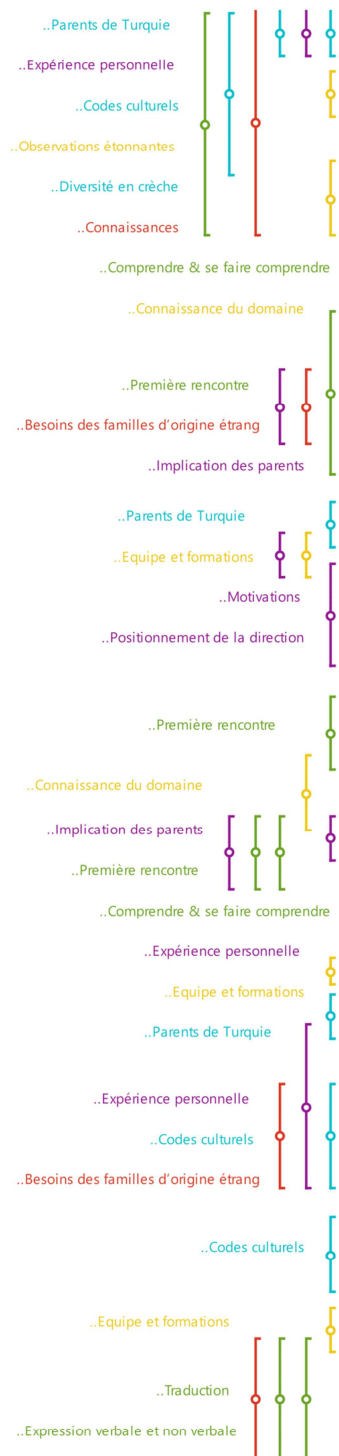 ..Parents de Turquie
..Expérience personnelle
..Codes culturels
..Observations étonnantes
..Diversité en crèche
..Connaissances
..Comprendre & se faire comprendre
..Connaissance du domaine
..Première rencontre
..Besoins des familles d'origine étrang
..Implication des parents
..Parents de Turquie
..Equipe et formations
..Motivations
..Positionnement de la direction
..Première rencontre
..Connaissance du domaine
..Implication des parents
..Première rencontre
..Comprendre & se faire comprendre
..Expérience personnelle
..Equipe et formations
..Parents de Turquie
..Expérience personnelle
..Codes culturels
..Besoins des familles d'origine étrang
..Codes culturels
..Equipe et formations
..Traduction
..Expression verbale et non verbale